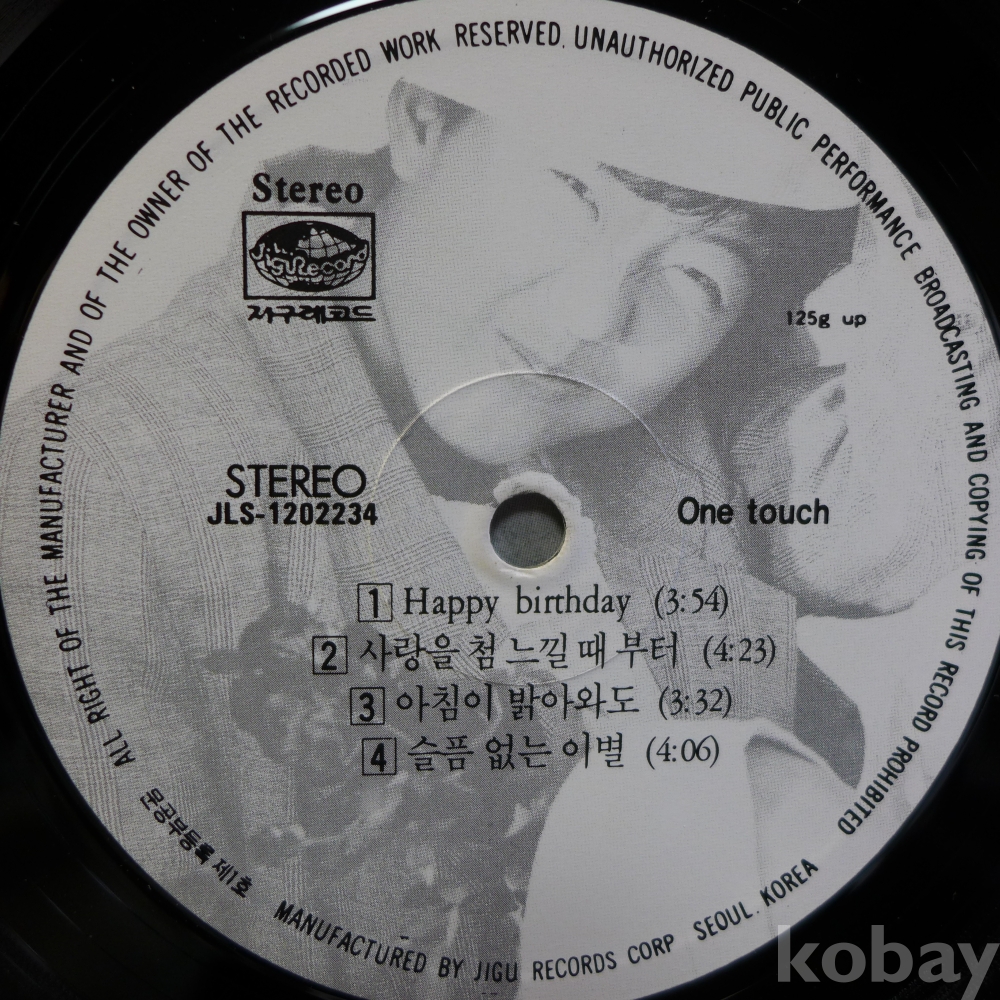 ALL RIGHT OF THE MANUFACTURER AND OF THE OWNER OF THE RECORDED WORK RESERVED. UNAUTHORIZED PUBLIC PERFORMANCE BROADCASTING AND COPYING OF THIS RECORD PROHIBITED
Stereo
Jigu Record
지구레코드
125g up
STEREO
JLS-1202234
One touch
1 Happy birthday (3:54)
2 사랑을 첨 느낄 때 부터 (4:23)
3 아침이 밝아와도 (3:32)
4 슬픔 없는 이별 (4:06)
문공부등록 제1호
MANUFACTURED BY JIGU RECORDS CORP SEOUL. KOREA
kobay